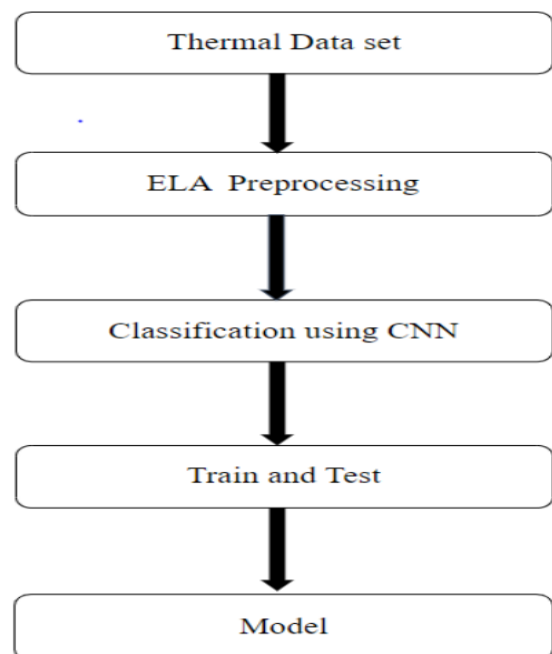 Thermal Data set
ELA Preprocessing
Classification using CNN
Train and Test
Model